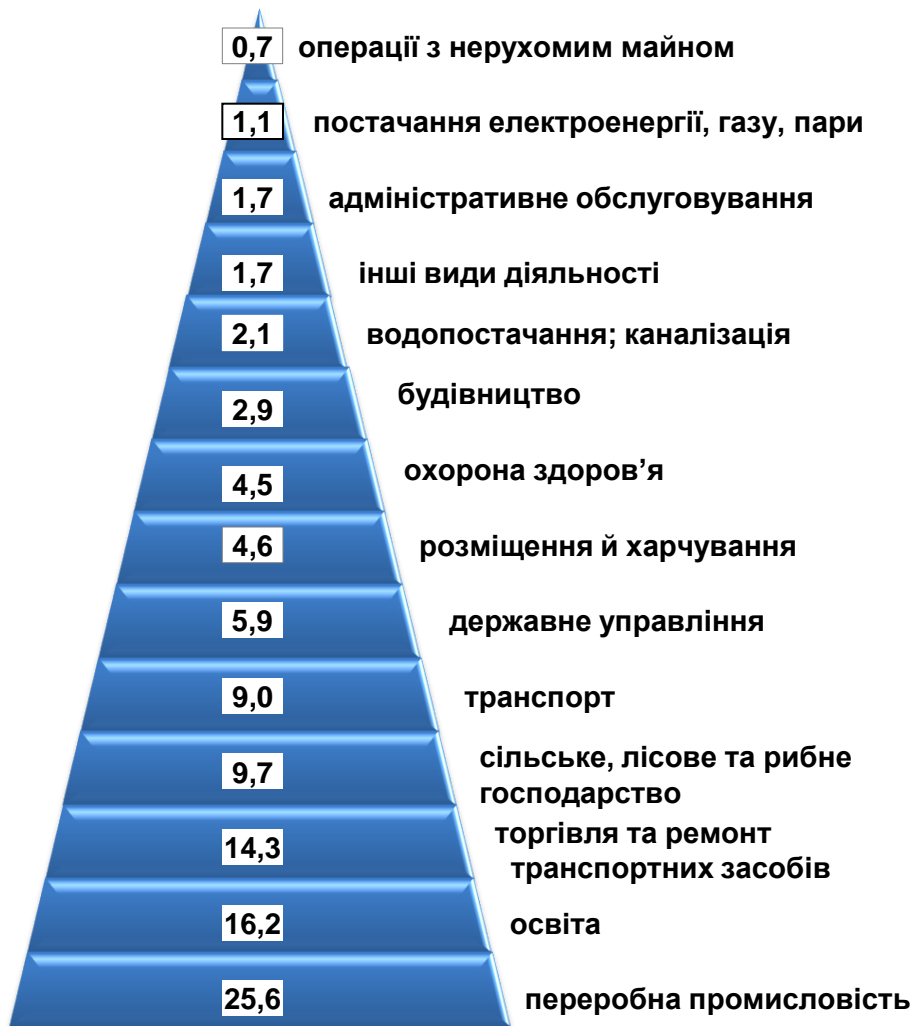 0,7 операції з нерухомим майном
1,1 постачання електроенергії, газу, пари
1,7 адміністративне обслуговування
1,7 інші види діяльності
2,1 водопостачання; каналізація
2,9 будівництво
4,5 охорона здоров’я
4,6 розміщення й харчування
5,9 державне управління
9,0 транспорт
9,7 сільське, лісове та рибне
господарство
14,3 торгівля та ремонт
транспортних засобів
16,2 освіта
25,6 переробна промисловість